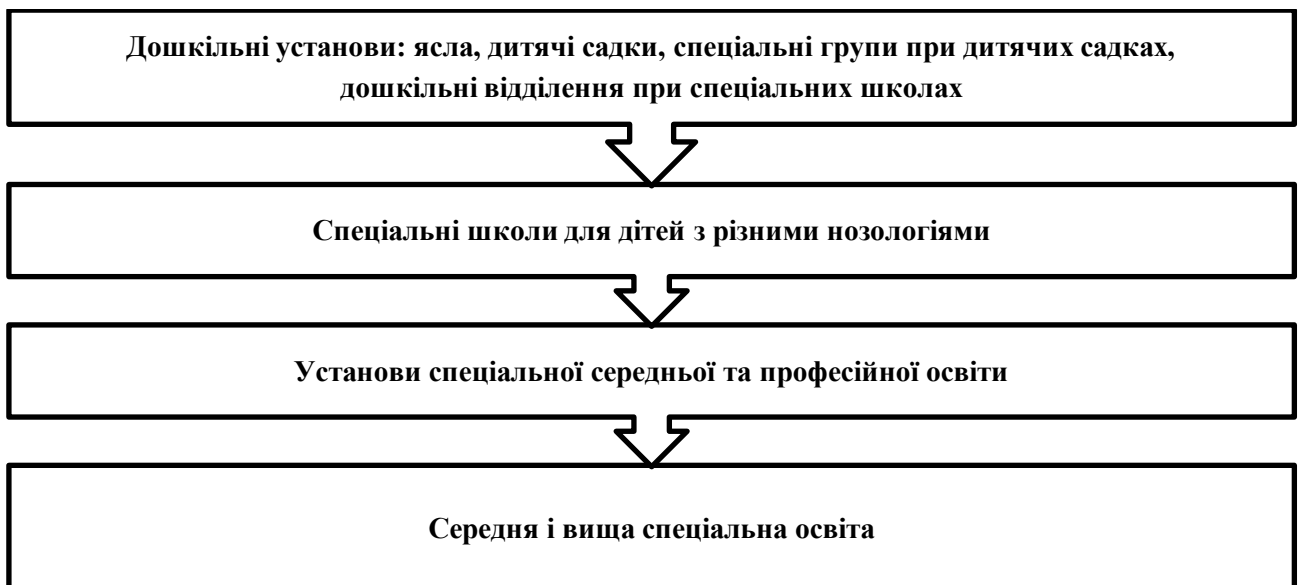 Дошкільні установи: ясла, дитячі садки, спеціальні групи при дитячих садках,
дошкільні відділення при спеціальних школах
Спеціальні школи для дітей з різними нозологіями
Установи спеціальної середньої та професійної освіти
Середня і вища спеціальна освіта